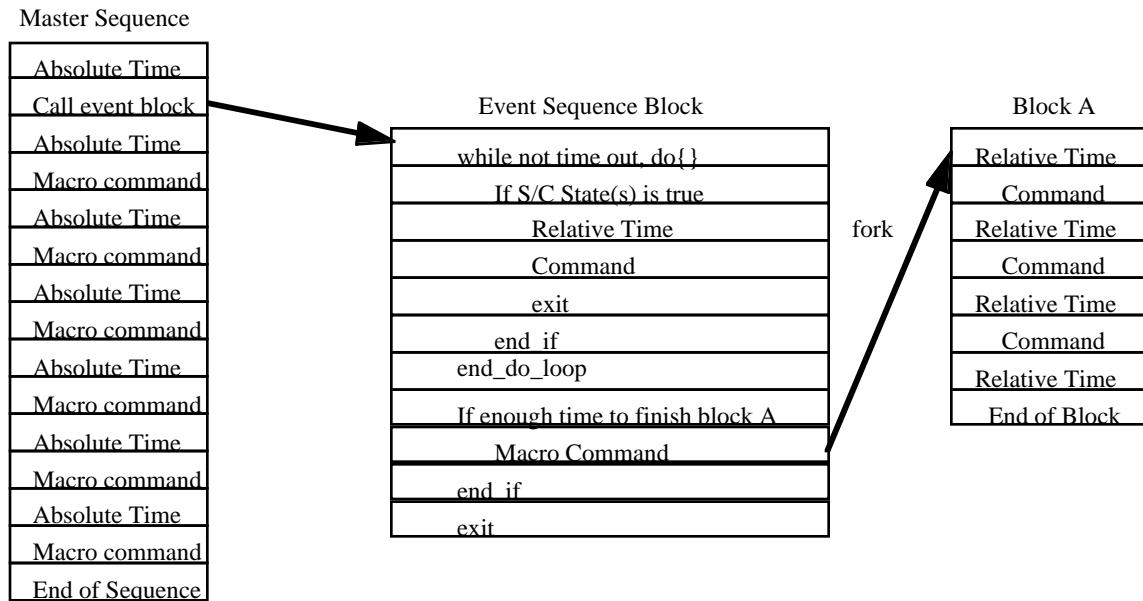 Master Sequence
Absolute Time
Call event block
Absolute Time
Macro command
Absolute Time
Macro command
Absolute Time
Macro command
Absolute Time
Macro command
Absolute Time
Macro command
Absolute Time
Macro command
End of Sequence
Event Sequence Block
while not time out, do{}
If S/C State(s) is true
Relative Time
Command
exit
end_if
end_do_loop
If enough time to finish block A
Macro Command
end_if
exit
fork
Block A
Relative Time
Command
Relative Time
Command
Relative Time
Command
Relative Time
End of Block